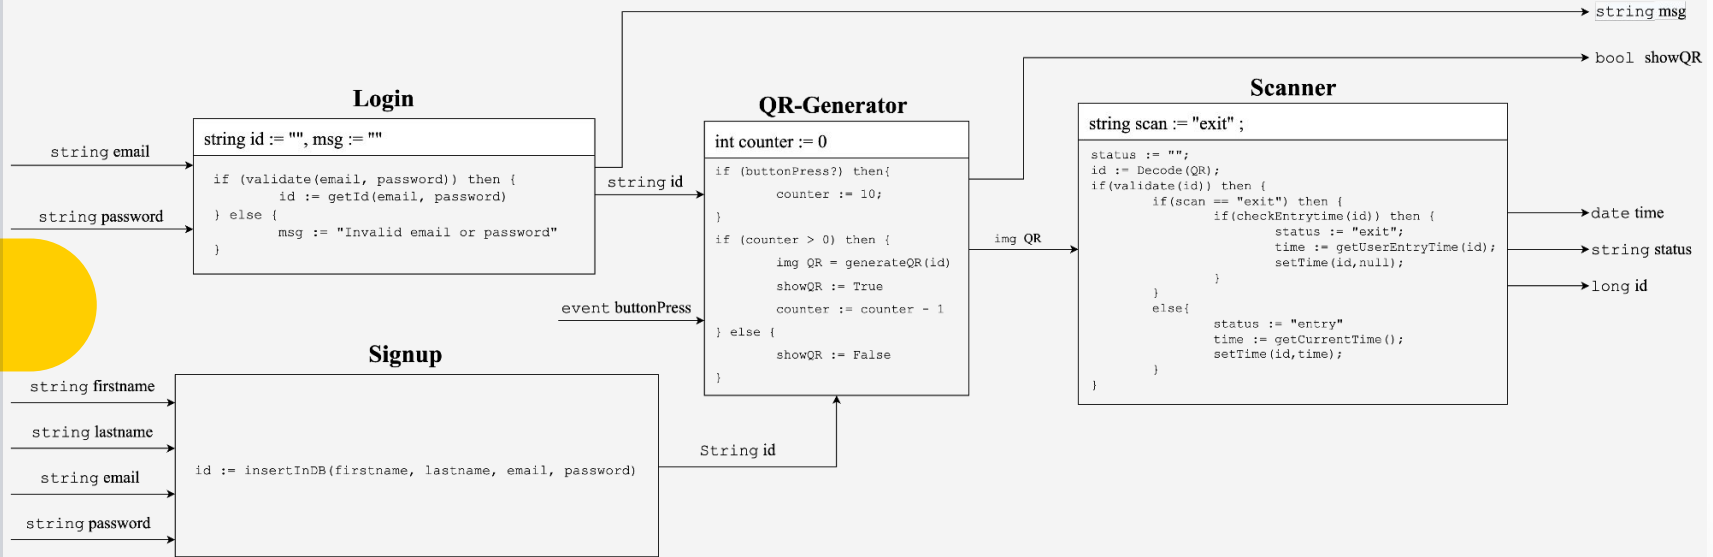 string msg
bool showQR
Login
string id := "", msg := ""
if (validate(email, password)) then {
id := getId(email, password)
} else {
msg := "Invalid email or password"
}
string email
string password
string id
QR-Generator
int counter := 0
if (buttonPress?) then{
counter := 10;
}
if (counter > 0) then {
img QR = generateQR(id)
showQR := True
counter := counter - 1
} else {
showQR := False
}
event buttonPress
img QR
Scanner
string scan := "exit" ;
status := "";
id := Decode(QR);
if(validate(id)) then {
if(scan == "exit") then {
if(checkEntrytime(id)) then {
status := "exit";
time := getUserEntryTime(id);
setTime(id,null);
}
}
else{
status := "entry"
time := getCurrentTime();
setTime(id,time);
}
}
date time
string status
long id
Signup
string firstname
string lastname
string email
string password
id := insertInDB(firstname, lastname, email, password)
String id